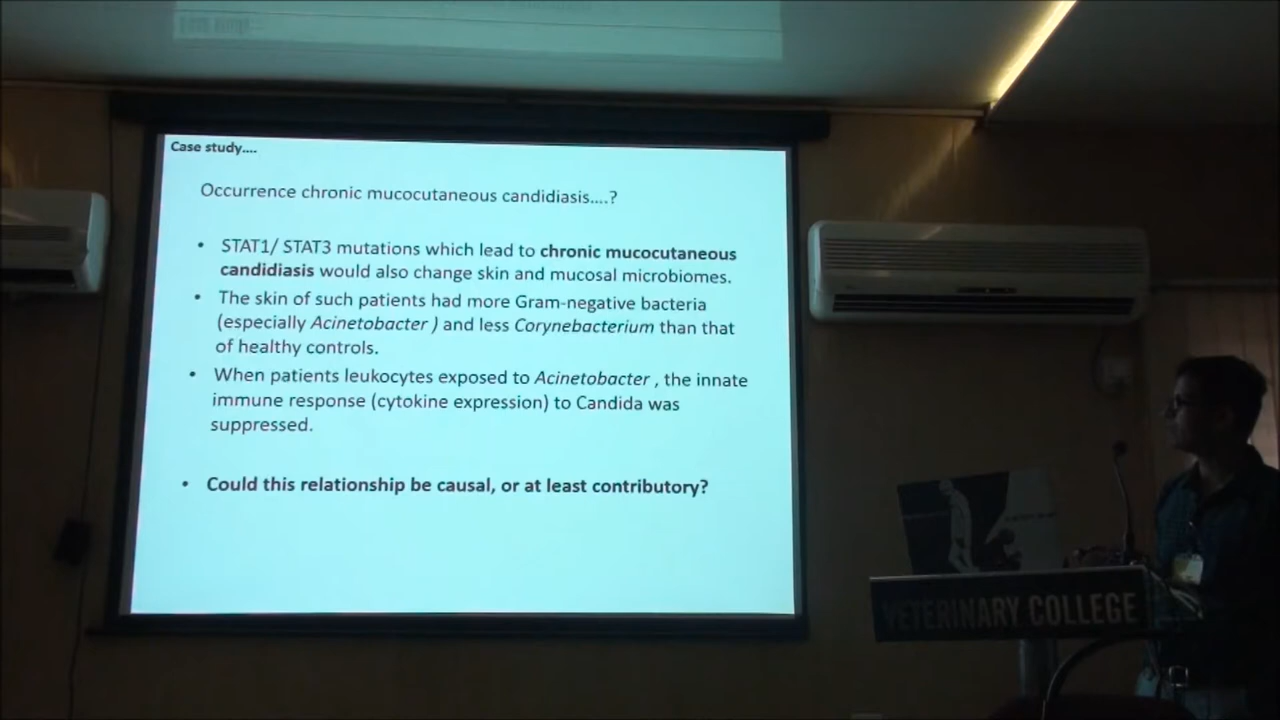 Case study....
Occurrence chronic mucocutaneous candidiasis....?
• STAT1/ STAT3 mutations which lead to chronic mucocutaneous
candidiasis would also change skin and mucosal microbiomes.
• The skin of such patients had more Gram-negative bacteria
(especially Acinetobacter ) and less Corynebacterium than that
of healthy controls.
• When patients leukocytes exposed to Acinetobacter , the innate
immune response (cytokine expression) to Candida was
suppressed.
• Could this relationship be causal, or at least contributory?
VETERINARY COLLEGE